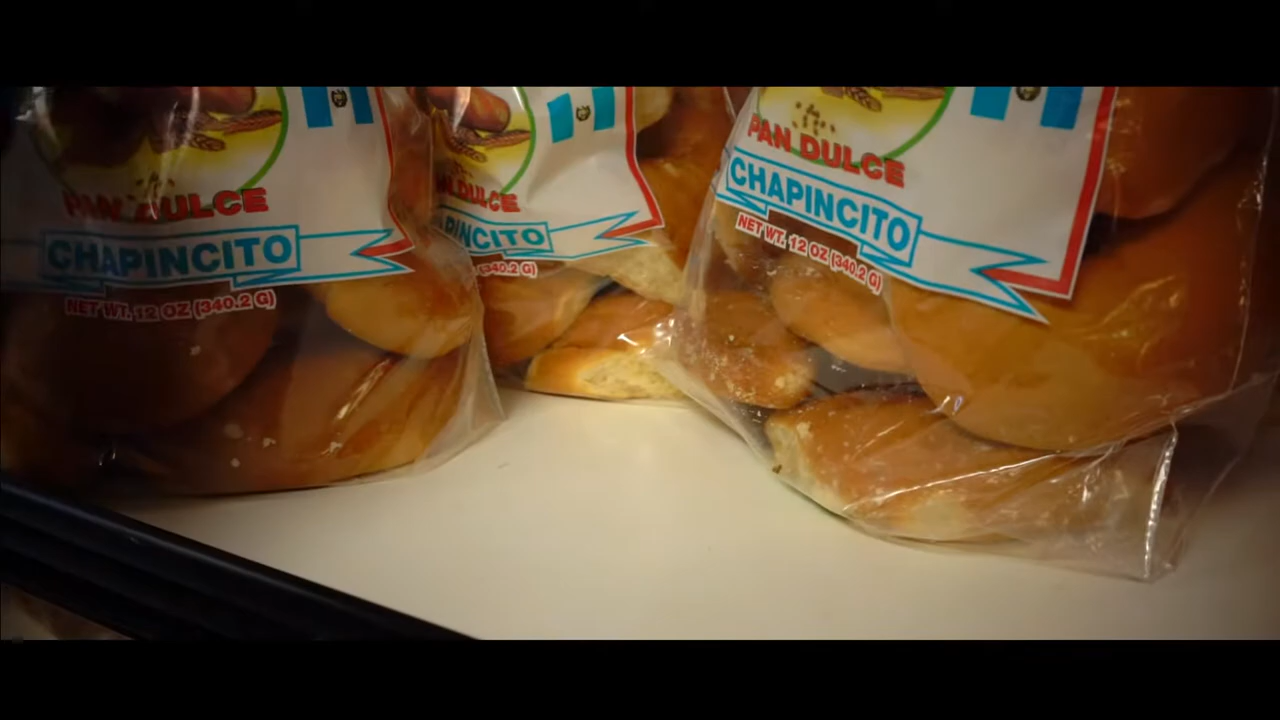 PAN DULCE
CHAPINCITO
NET WT. 12 OZ (340.2 G)
DULCE
PINCITO
(340.2 G)
PAN DULCE
CHAPINCITO
NET WT. 12 OZ (340.2 G)